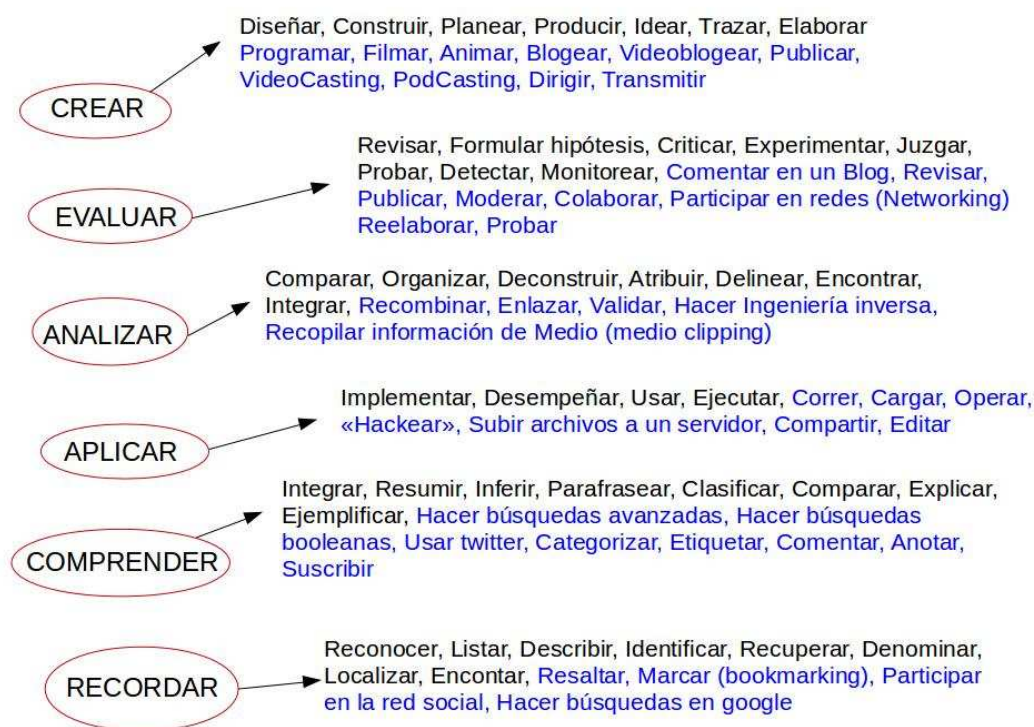 Diseñar, Construir, Planear, Producir, Idear, Trazar, Elaborar
Programar, Filmar, Animar, Blogear, Videoblogear, Publicar,
VideoCasting, PodCasting, Dirigir, Transmitir
CREAR
Revisar, Formular hipótesis, Criticar, Experimentar, Juzgar,
Probar, Detectar, Monitorear, Comentar en un Blog, Revisar,
Publicar, Moderar, Colaborar, Participar en redes (Networking)
Reelaborar, Probar
EVALUAR
Comparar, Organizar, Deconstruir, Atribuir, Delinear, Encontrar,
Integrar, Recombinar, Enlazar, Validar, Hacer Ingeniería inversa,
Recopilar información de Medio (medio clipping)
ANALIZAR
Implementar, Desempeñar, Usar, Ejecutar, Correr, Cargar, Operar,
«Hackear», Subir archivos a un servidor, Compartir, Editar
APLICAR
Integrar, Resumir, Inferir, Parafrasear, Clasificar, Comparar, Explicar,
Ejemplificar, Hacer búsquedas avanzadas, Hacer búsquedas
booleanas, Usar twitter, Categorizar, Etiquetar, Comentar, Anotar,
Suscribir
COMPRENDER
Reconocer, Listar, Describir, Identificar, Recuperar, Denominar,
Localizar, Encontar, Resaltar, Marcar (bookmarking), Participar
en la red social, Hacer búsquedas en google
RECORDAR